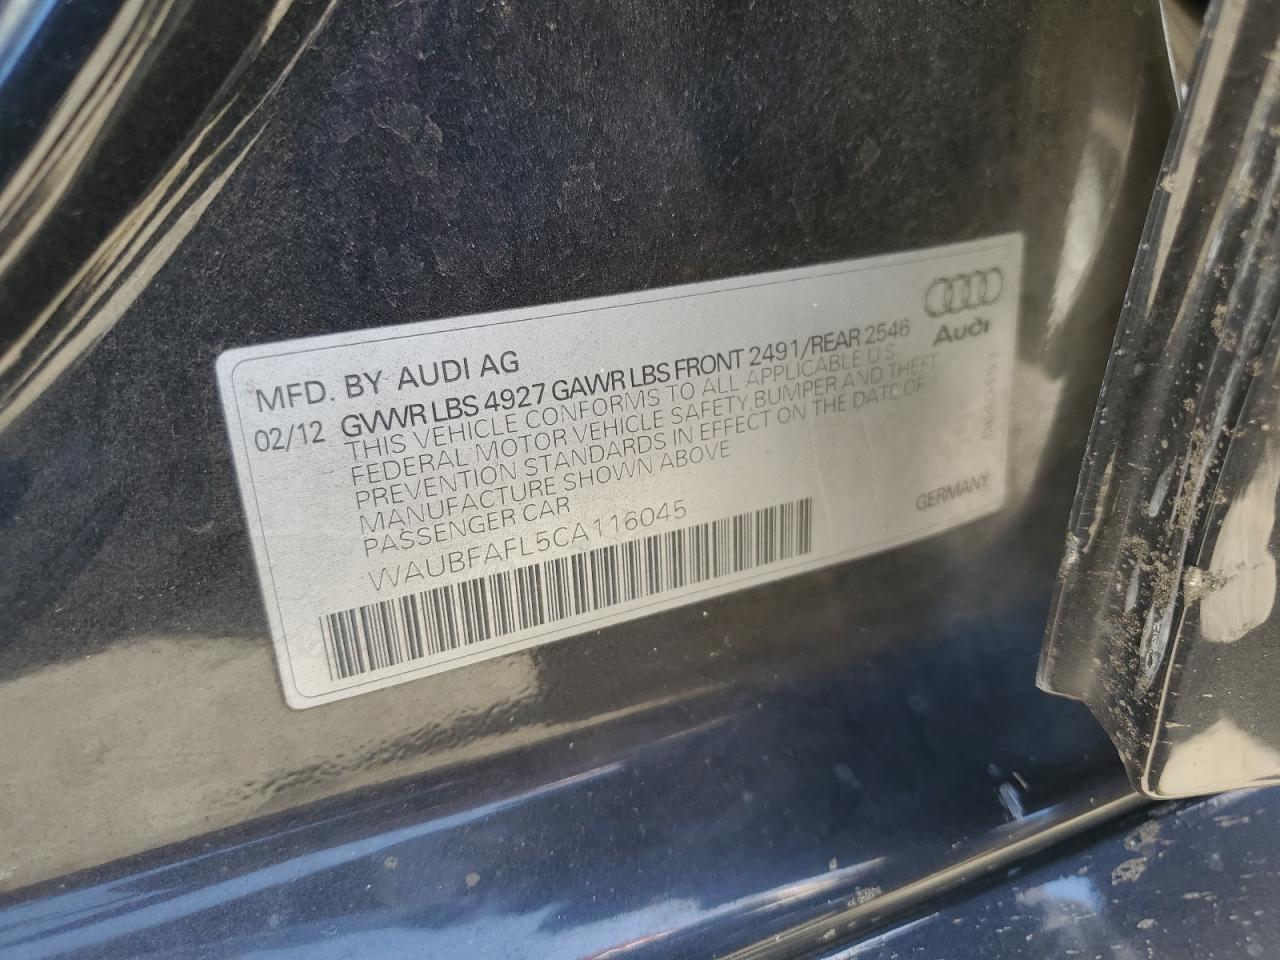 Audi
MFD. BY AUDI AG
02/12 GVWR LBS 4927 GAWR LBS FRONT 2491/REAR 2546
THIS VEHICLE CONFORMS TO ALL APPLICABLE U S
FEDERAL MOTOR VEHICLE SAFETY, BUMPER AND THEFT
PREVENTION STANDARDS IN EFFECT ON THE DATE OF
MANUFACTURE SHOWN ABOVE
PASSENGER CAR
WAUBFAFL5CA116045
GERMANY